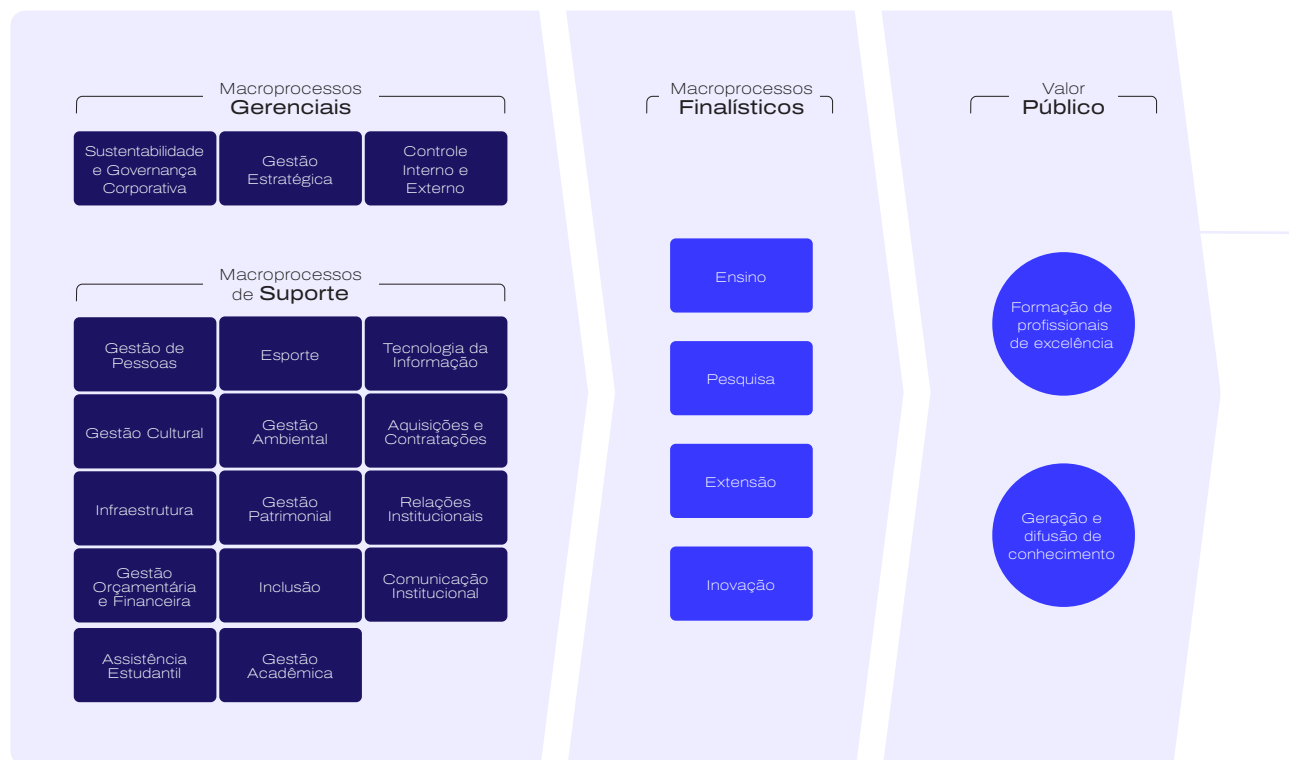 Macroprocessos
Gerenciais
Sustentabilidade
e Governança
Corporativa
Gestão
Estratégica
Controle
Interno e
Externo
Macroprocessos
de Suporte
Gestão de
Pessoas
Esporte
Tecnologia da
Informação
Gestão Cultural
Gestão
Ambiental
Aquisições e
Contratações
Infraestrutura
Gestão
Patrimonial
Relações
Institucionais
Gestão
Orçamentária
e Financeira
Inclusão
Comunicação
Institucional
Assistência
Estudantil
Gestão
Acadêmica
Macroprocessos
Finalísticos
Ensino
Pesquisa
Extensão
Inovação
Valor
Público
Formação de
profissionais
de excelência
Geração e
difusão de
conhecimento